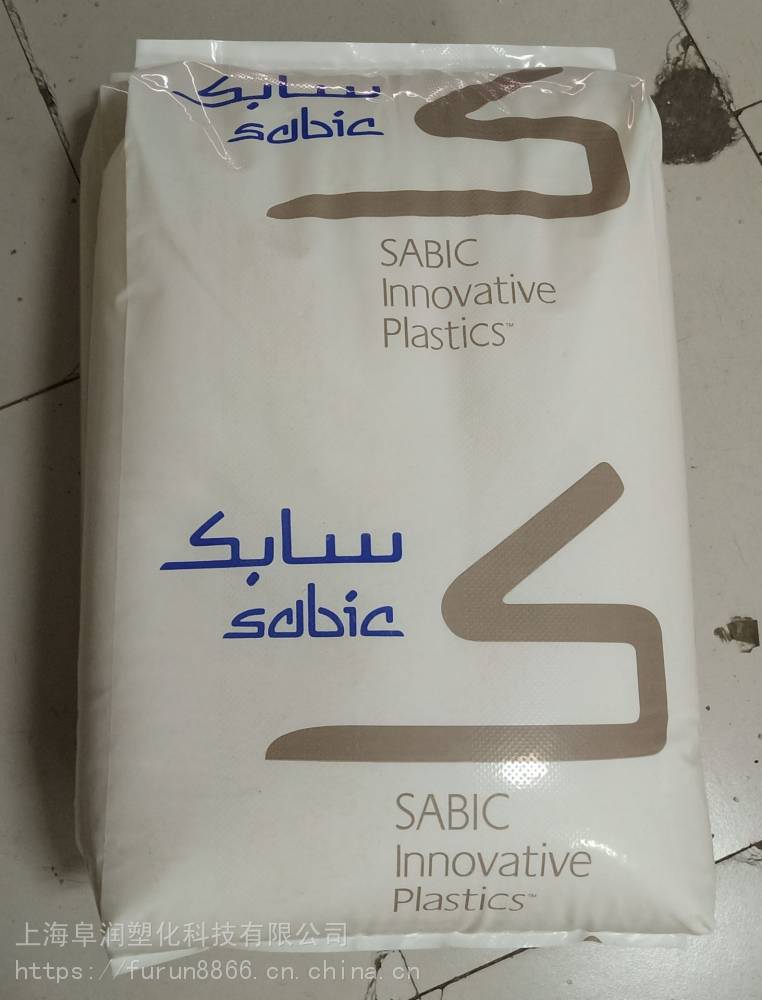 سابك
sabic
SABIC
Innovative
Plastics™
سابك
sabic
SABIC
Innovative
Plastics™
上海阜润塑化科技有限公司
https://furun8866.cn.china.cn